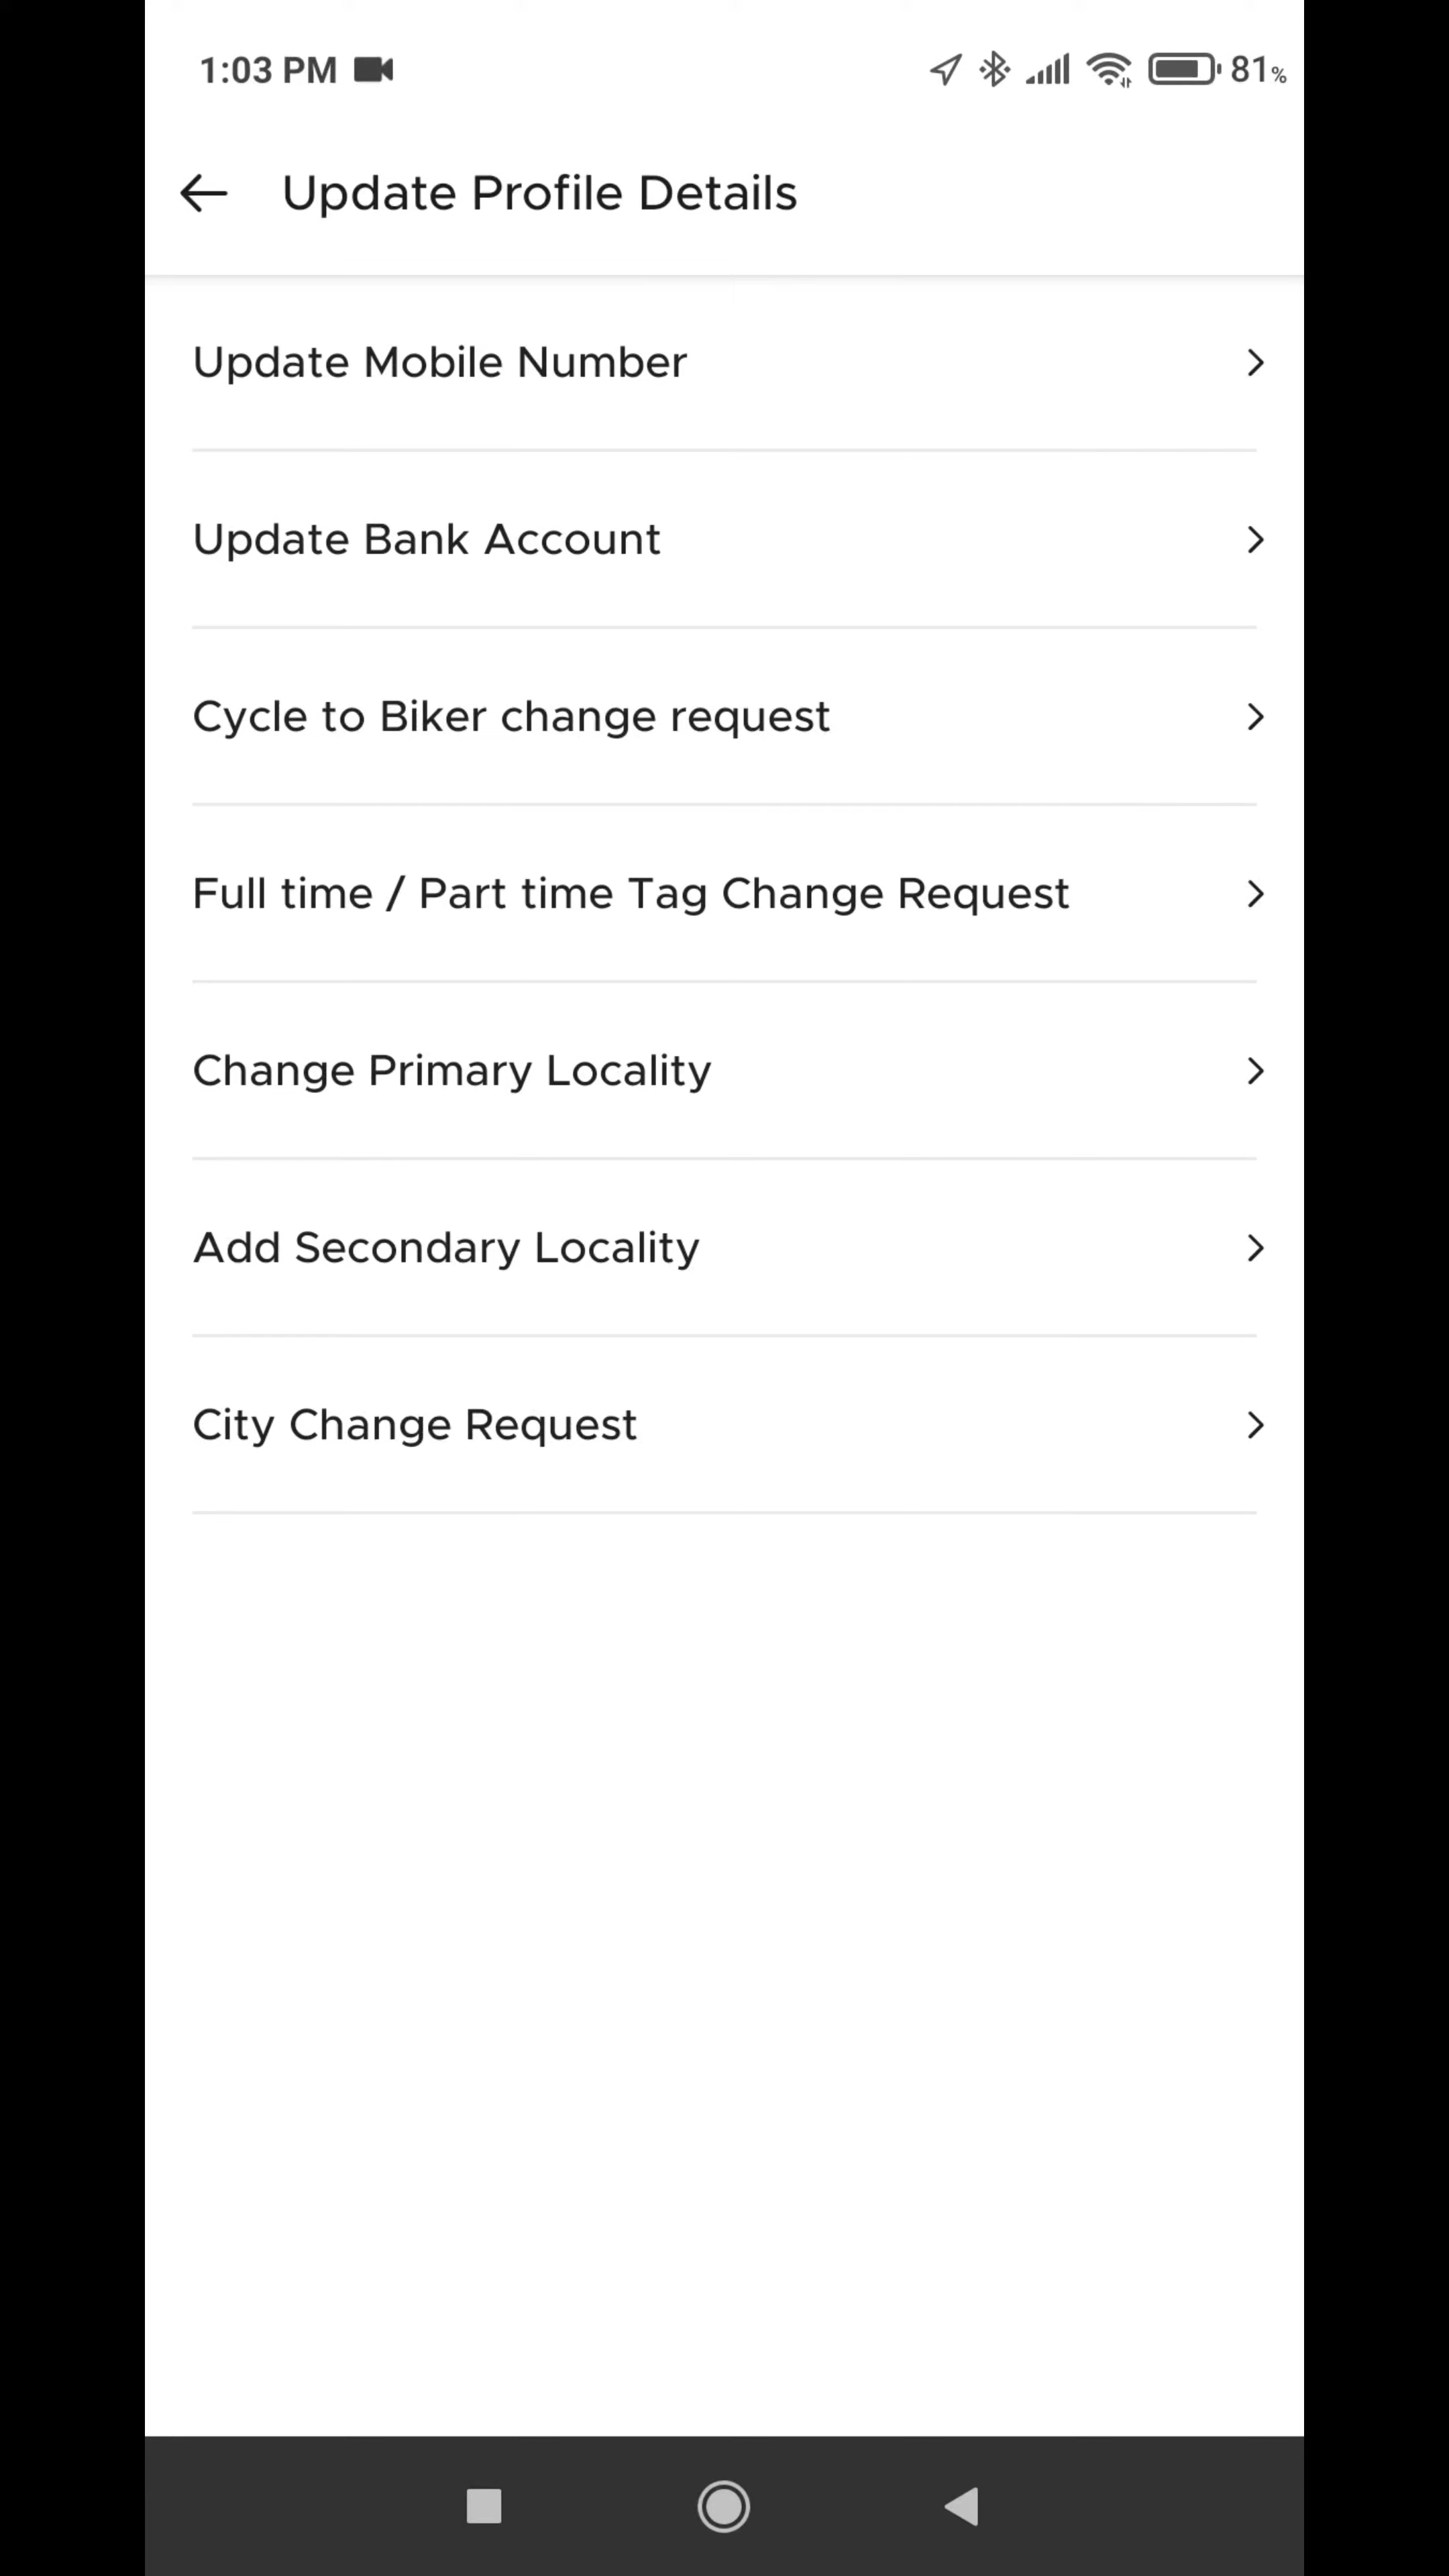 1:03 PM 81%
Update Profile Details
Update Mobile Number
Update Bank Account
Cycle to Biker change request
Full time / Part time Tag Change Request
Change Primary Locality
Add Secondary Locality
City Change Request